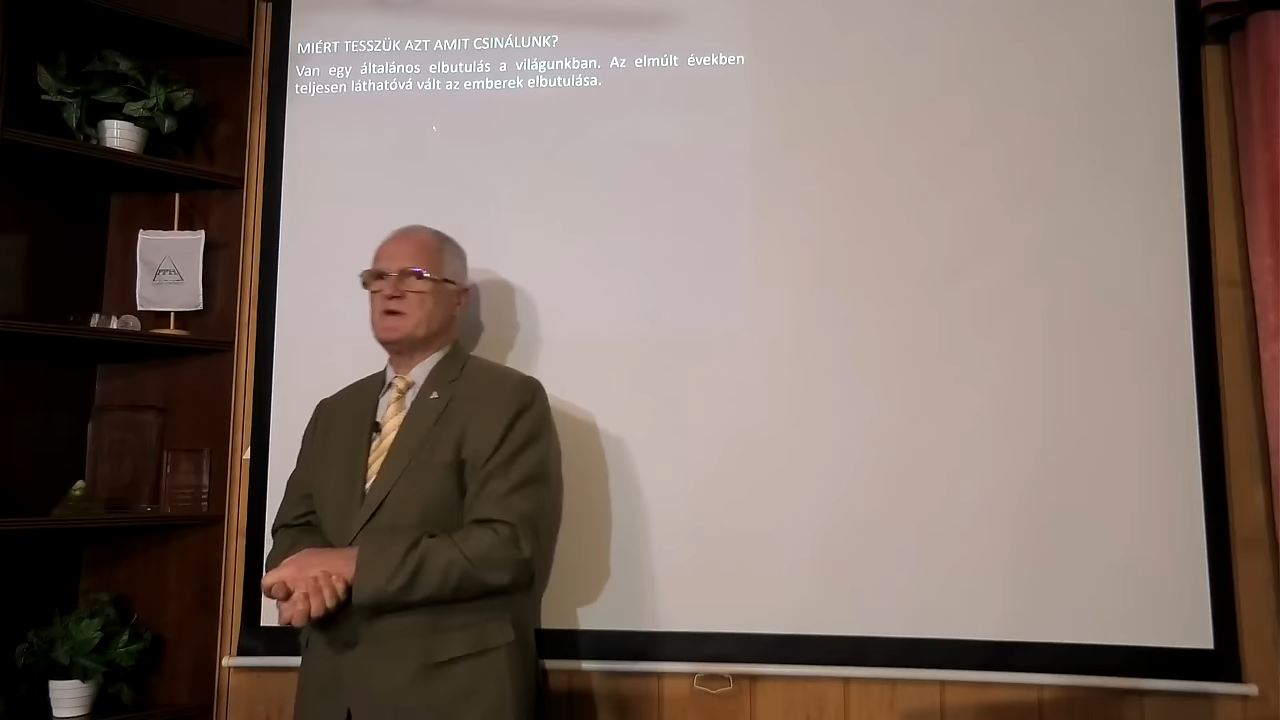 MIÉRT TESSZÜK AZT AMIT CSINÁLUNK?
Van egy általános elbutulás a világunkban. Az elmúlt években
teljesen láthatóvá vált az emberek elbutulása.